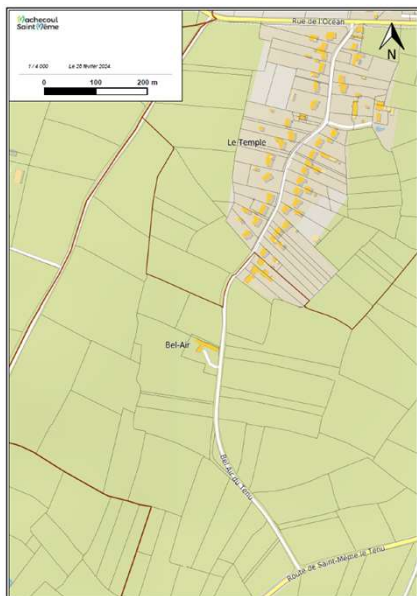 Machecoul
Saint Même
1 / 4 000 Le 26 février 2024
0 100 200 m
Rue de l'Océan
N
Le Temple
Bel-Air
Bel Air du Tenu
Route de Saint-Même le Tenu